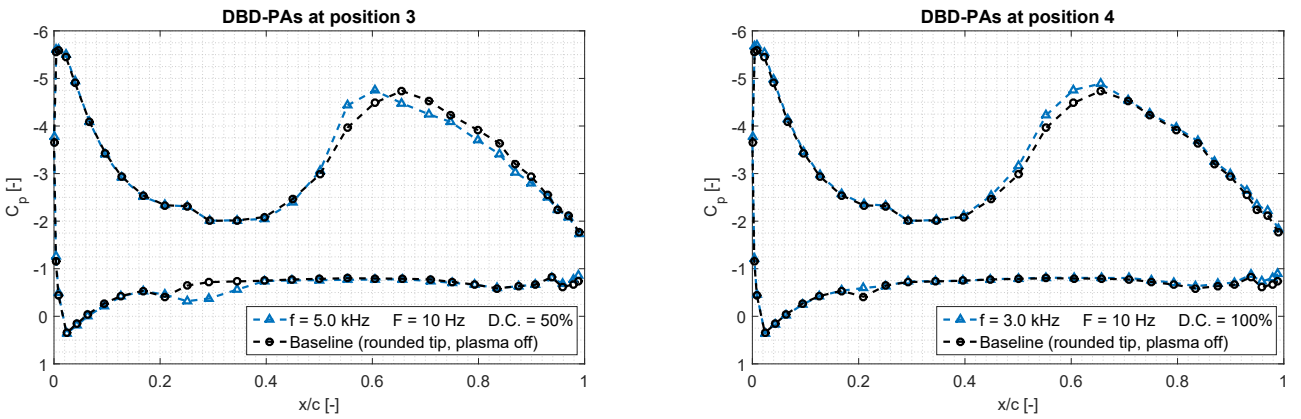 DBD-PAs at position 3
-6
-5
-4
-3
-2
-1
0
1
C_p [-]
0
0.2
0.4
0.6
0.8
1
x/c [-]
f = 5.0 kHz F = 10 Hz D.C. = 50%
Baseline (rounded tip, plasma off)
DBD-PAs at position 4
-6
-5
-4
-3
-2
-1
0
1
C_p [-]
0
0.2
0.4
0.6
0.8
1
x/c [-]
f = 3.0 kHz F = 10 Hz D.C. = 100%
Baseline (rounded tip, plasma off)